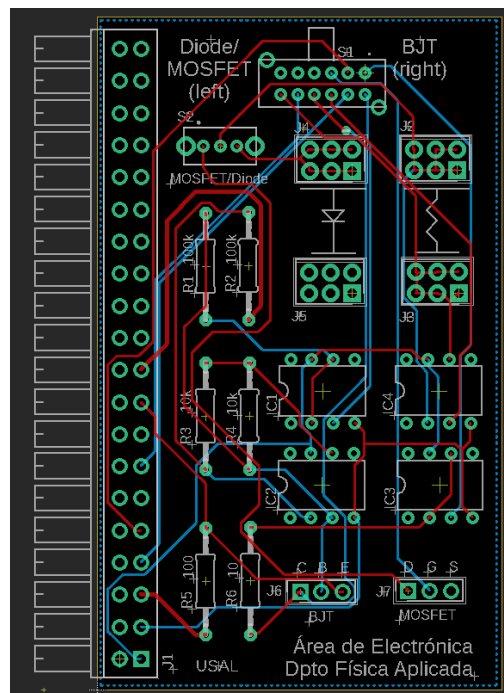 Diode/
MOSFET
(left)
S1
BJT
(right)
S2
J4
J2
MOSFET/Diode
100k
R1
100k
R2
J5
J3
10k
R3
10k
R4
IC1
IC4
IC2
IC3
100
R5
10
R6
C B E
J6
BJT
D G S
J7
MOSFET
J1
USAL
Área de Electrónica
Dpto Física Aplicada